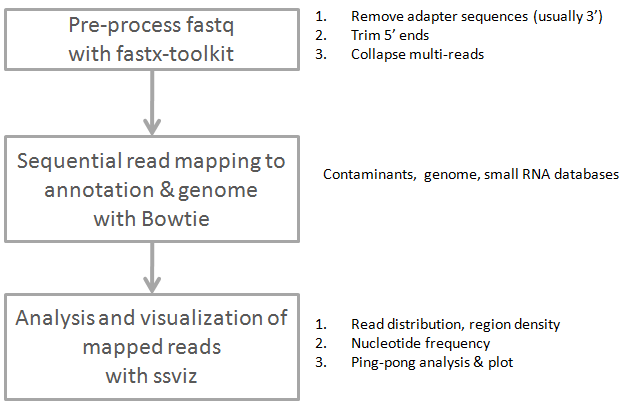 Pre-process fastq
with fastx-toolkit
1. Remove adapter sequences (usually 3’)
2. Trim 5’ ends
3. Collapse multi-reads
Sequential read mapping to
annotation & genome
with Bowtie
Contaminants, genome, small RNA databases
Analysis and visualization of
mapped reads
with ssviz
1. Read distribution, region density
2. Nucleotide frequency
3. Ping-pong analysis & plot